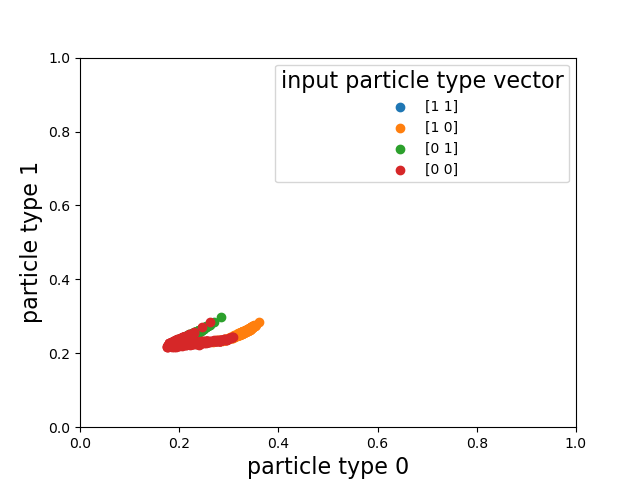 input particle type vector
[1 1]
[1 0]
[0 1]
[0 0]
1.0
0.8
0.6
0.4
0.2
0.0
particle type 1
0.0 0.2 0.4 0.6 0.8 1.0
particle type 0